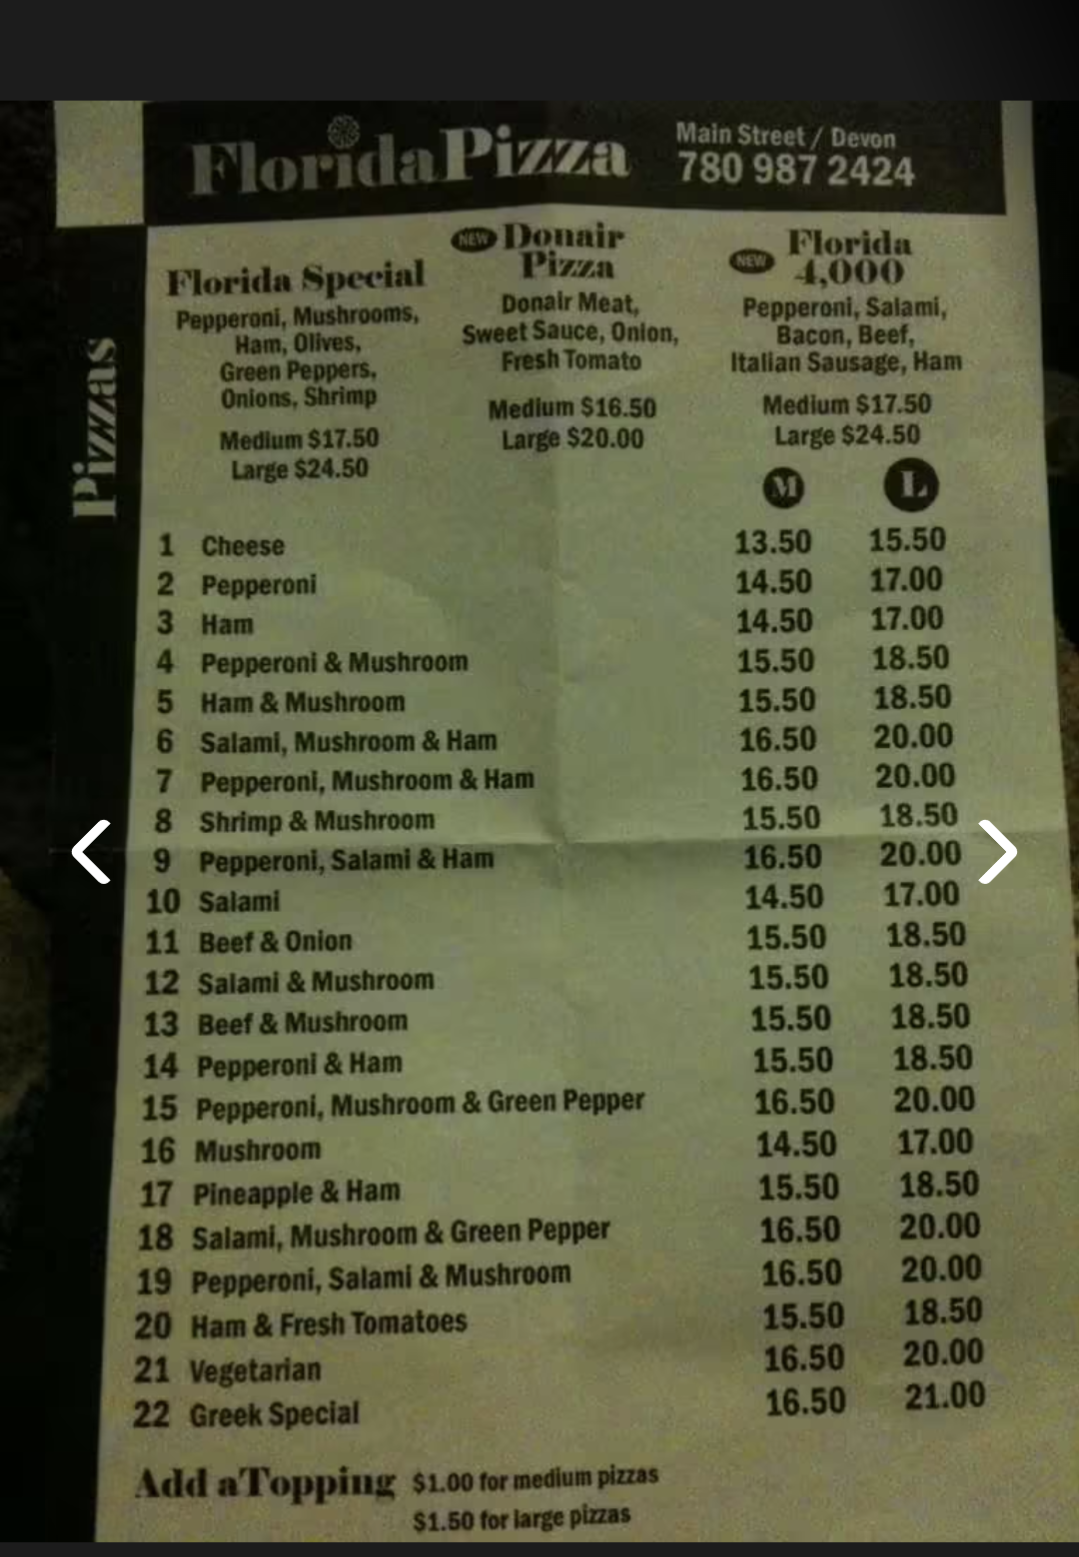 Florida Pizza
Main Street / Devon
780 987 2424
Pizzas
Florida Special
Pepperoni, Mushrooms,
Ham, Olives,
Green Peppers,
Onions, Shrimp
Medium $17.50
Large $24.50
NEW Donair
Pizza
Donair Meat,
Sweet Sauce, Onion,
Fresh Tomato
Medium $16.50
Large $20.00
NEW Florida
4,000
Pepperoni, Salami,
Bacon, Beef,
Italian Sausage, Ham
Medium $17.50
Large $24.50
M L
1 Cheese 13.50 15.50
2 Pepperoni 14.50 17.00
3 Ham 14.50 17.00
4 Pepperoni & Mushroom 15.50 18.50
5 Ham & Mushroom 15.50 18.50
6 Salami, Mushroom & Ham 16.50 20.00
7 Pepperoni, Mushroom & Ham 16.50 20.00
8 Shrimp & Mushroom 15.50 18.50
9 Pepperoni, Salami & Ham 16.50 20.00
10 Salami 14.50 17.00
11 Beef & Onion 15.50 18.50
12 Salami & Mushroom 15.50 18.50
13 Beef & Mushroom 15.50 18.50
14 Pepperoni & Ham 15.50 18.50
15 Pepperoni, Mushroom & Green Pepper 16.50 20.00
16 Mushroom 14.50 17.00
17 Pineapple & Ham 15.50 18.50
18 Salami, Mushroom & Green Pepper 16.50 20.00
19 Pepperoni, Salami & Mushroom 16.50 20.00
20 Ham & Fresh Tomatoes 15.50 18.50
21 Vegetarian 16.50 20.00
22 Greek Special 16.50 21.00
Add a Topping $1.00 for medium pizzas
$1.50 for large pizzas